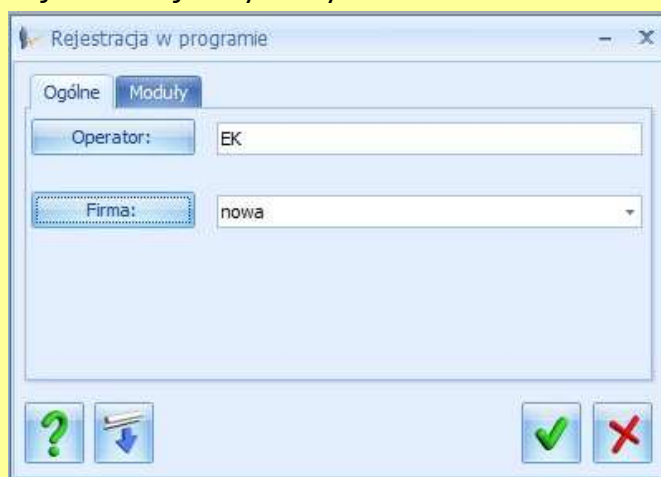 Rejestracja w programie
Ogólne Moduły
Operator: EK
Firma: nowa